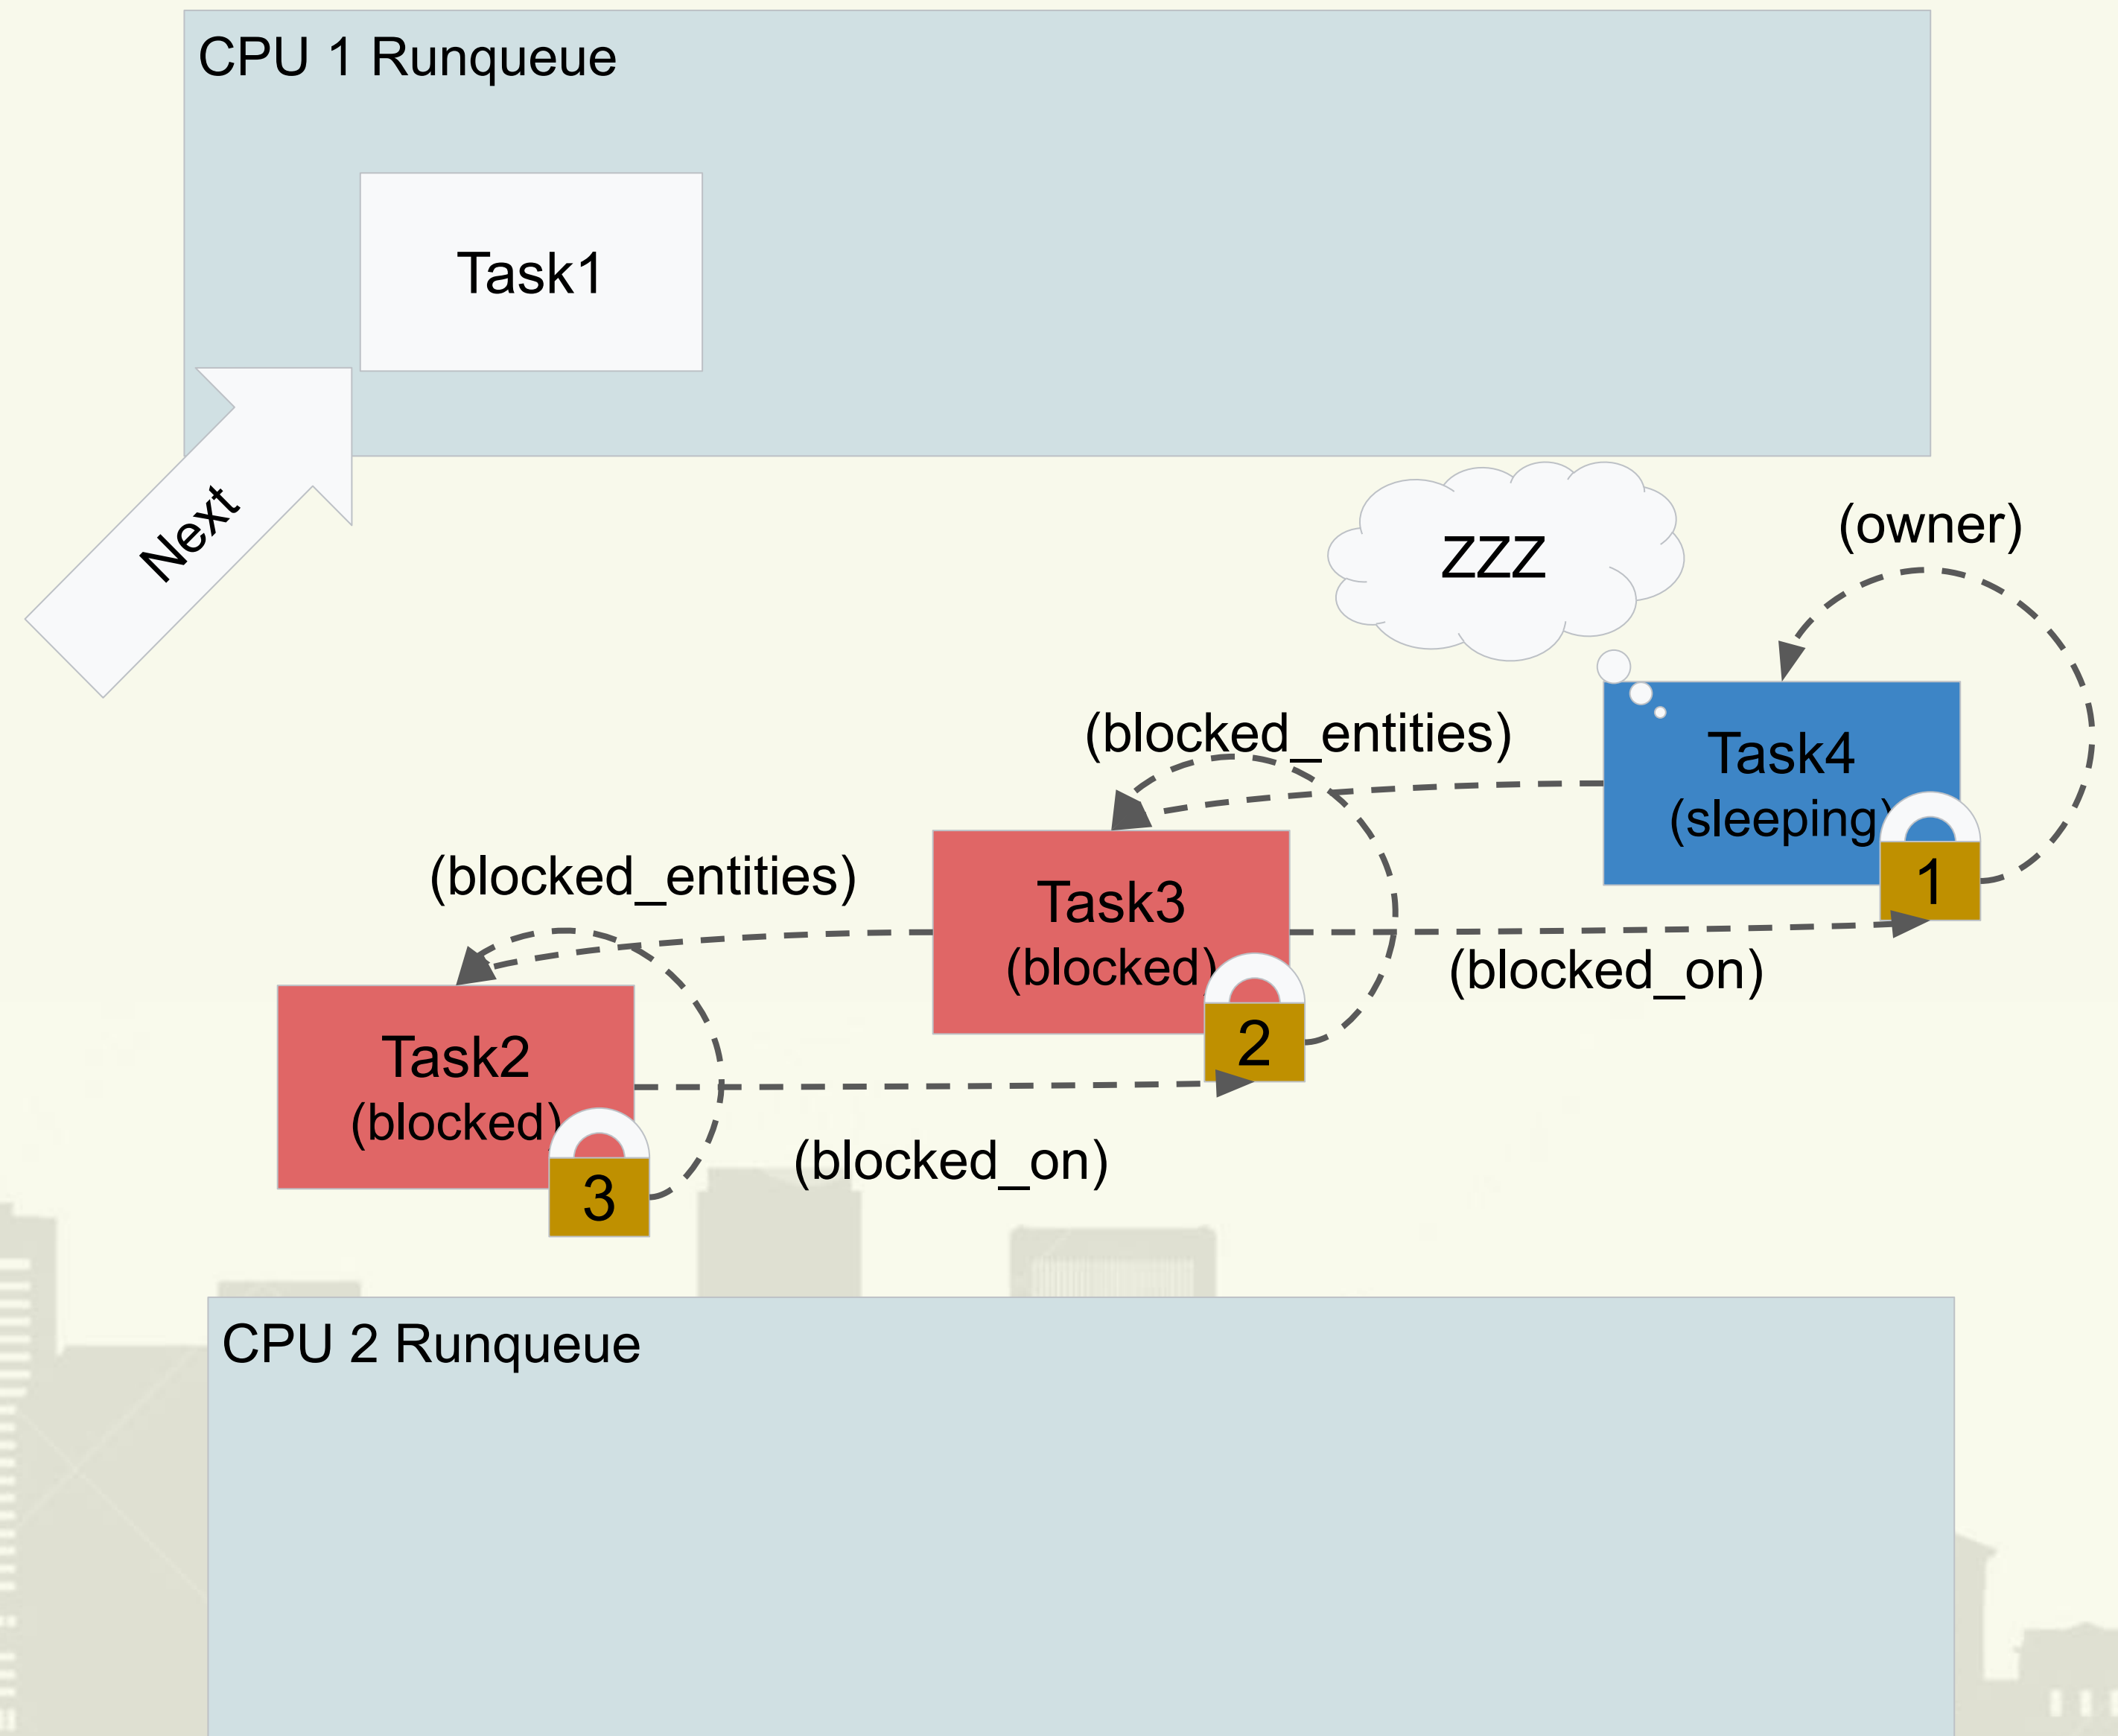 CPU 1 Runqueue
Task1
Next
ZZZ
(owner)
(blocked_entities)
Task4
(sleeping)
1
(blocked_entities)
Task3
(blocked)
2
(blocked_on)
Task2
(blocked)
3
(blocked_on)
CPU 2 Runqueue